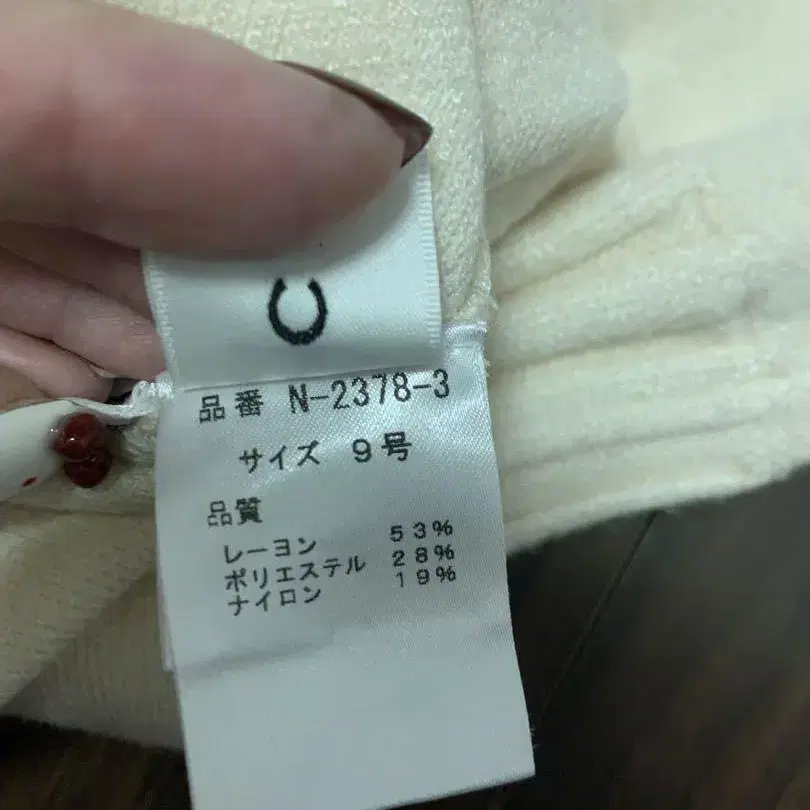 C
品番 N-2378-3
サイズ 9号
品質
レーヨン 53%
ポリエステル 28%
ナイロン 19%